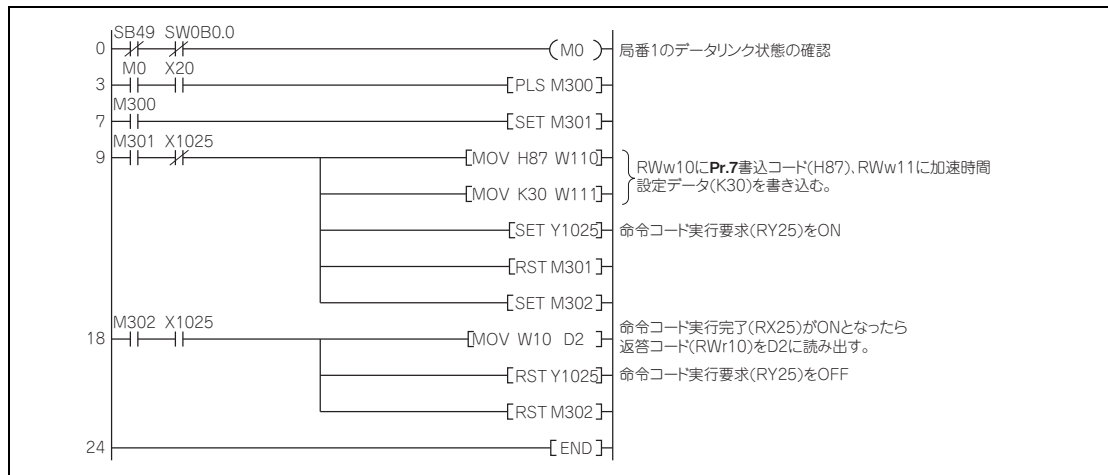 SB49 SW0B0.0
0 M0 局番1のデータリンク状態の確認
M0 X20
3 PLS M300
M300
7 SET M301
M301 X1025
9 MOV H87 W110
RWw10にPr.7書込コード(H87)、RWw11に加速時間
設定データ(K30)を書き込む。
MOV K30 W111
SET Y1025 命令コード実行要求(RY25)をON
RST M301
SET M302
M302 X1025
18 MOV W10 D2 命令コード実行完了(RX25)がONとなったら
返答コード(RWr10)をD2に読み出す。
RST Y1025 命令コード実行要求(RY25)をOFF
RST M302
24 END